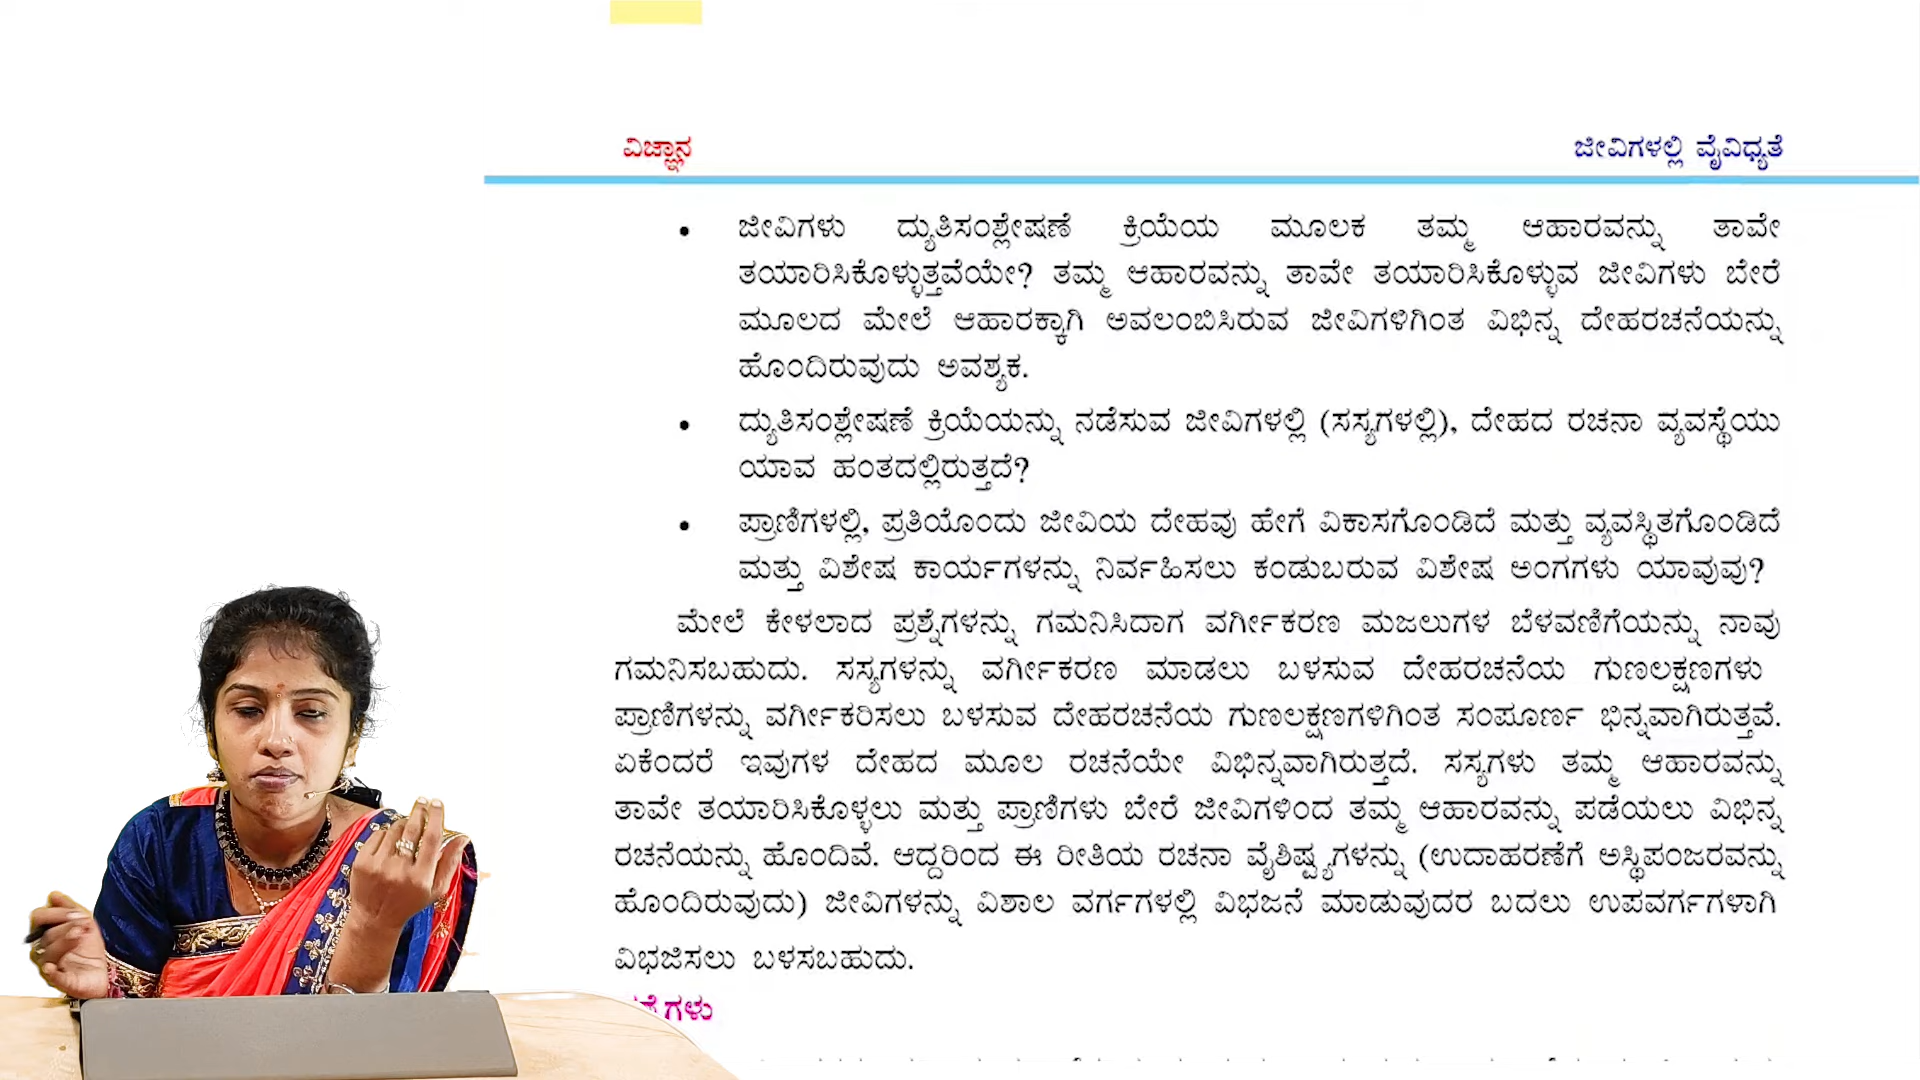 ವಿಜ್ಞಾನ
ಜೀವಿಗಳಲ್ಲಿ ವೈವಿಧ್ಯತೆ
• ಜೀವಿಗಳು ದ್ಯುತಿಸಂಶ್ಲೇಷಣೆ ಕ್ರಿಯೆಯ ಮೂಲಕ ತಮ್ಮ ಆಹಾರವನ್ನು ತಾವೇ
ತಯಾರಿಸಿಕೊಳ್ಳುತ್ತವೆಯೇ? ತಮ್ಮ ಆಹಾರವನ್ನು ತಾವೇ ತಯಾರಿಸಿಕೊಳ್ಳುವ ಜೀವಿಗಳು ಬೇರೆ
ಮೂಲದ ಮೇಲೆ ಆಹಾರಕ್ಕಾಗಿ ಅವಲಂಬಿಸಿರುವ ಜೀವಿಗಳಿಗಿಂತ ವಿಭಿನ್ನ ದೇಹರಚನೆಯನ್ನು
ಹೊಂದಿರುವುದು ಅವಶ್ಯಕ.
• ದ್ಯುತಿಸಂಶ್ಲೇಷಣೆ ಕ್ರಿಯೆಯನ್ನು ನಡೆಸುವ ಜೀವಿಗಳಲ್ಲಿ (ಸಸ್ಯಗಳಲ್ಲಿ), ದೇಹದ ರಚನಾ ವ್ಯವಸ್ಥೆಯು
ಯಾವ ಹಂತದಲ್ಲಿರುತ್ತದೆ?
• ಪ್ರಾಣಿಗಳಲ್ಲಿ, ಪ್ರತಿಯೊಂದು ಜೀವಿಯ ದೇಹವು ಹೇಗೆ ವಿಕಾಸಗೊಂಡಿದೆ ಮತ್ತು ವ್ಯವಸ್ಥಿತಗೊಂಡಿದೆ
ಮತ್ತು ವಿಶೇಷ ಕಾರ್ಯಗಳನ್ನು ನಿರ್ವಹಿಸಲು ಕಂಡುಬರುವ ವಿಶೇಷ ಅಂಗಗಳು ಯಾವುವು?
ಮೇಲೆ ಕೇಳಲಾದ ಪ್ರಶ್ನೆಗಳನ್ನು ಗಮನಿಸಿದಾಗ ವರ್ಗೀಕರಣ ಮಜಲುಗಳ ಬೆಳವಣಿಗೆಯನ್ನು ನಾವು
ಗಮನಿಸಬಹುದು. ಸಸ್ಯಗಳನ್ನು ವರ್ಗೀಕರಣ ಮಾಡಲು ಬಳಸುವ ದೇಹರಚನೆಯ ಗುಣಲಕ್ಷಣಗಳು
ಪ್ರಾಣಿಗಳನ್ನು ವರ್ಗೀಕರಿಸಲು ಬಳಸುವ ದೇಹರಚನೆಯ ಗುಣಲಕ್ಷಣಗಳಿಗಿಂತ ಸಂಪೂರ್ಣ ಭಿನ್ನವಾಗಿರುತ್ತವೆ.
ಏಕೆಂದರೆ ಇವುಗಳ ದೇಹದ ಮೂಲ ರಚನೆಯೇ ವಿಭಿನ್ನವಾಗಿರುತ್ತದೆ. ಸಸ್ಯಗಳು ತಮ್ಮ ಆಹಾರವನ್ನು
ತಾವೇ ತಯಾರಿಸಿಕೊಳ್ಳಲು ಮತ್ತು ಪ್ರಾಣಿಗಳು ಬೇರೆ ಜೀವಿಗಳಿಂದ ತಮ್ಮ ಆಹಾರವನ್ನು ಪಡೆಯಲು ವಿಭಿನ್ನ
ರಚನೆಯನ್ನು ಹೊಂದಿವೆ. ಆದ್ದರಿಂದ ಈ ರೀತಿಯ ರಚನಾ ವೈಶಿಷ್ಟ್ಯಗಳನ್ನು (ಉದಾಹರಣೆಗೆ ಅಸ್ಥಿಪಂಜರವನ್ನು
ಹೊಂದಿರುವುದು) ಜೀವಿಗಳನ್ನು ವಿಶಾಲ ವರ್ಗಗಳಲ್ಲಿ ವಿಭಜನೆ ಮಾಡುವುದರ ಬದಲು ಉಪವರ್ಗಗಳಾಗಿ
ವಿಭಜಿಸಲು ಬಳಸಬಹುದು.